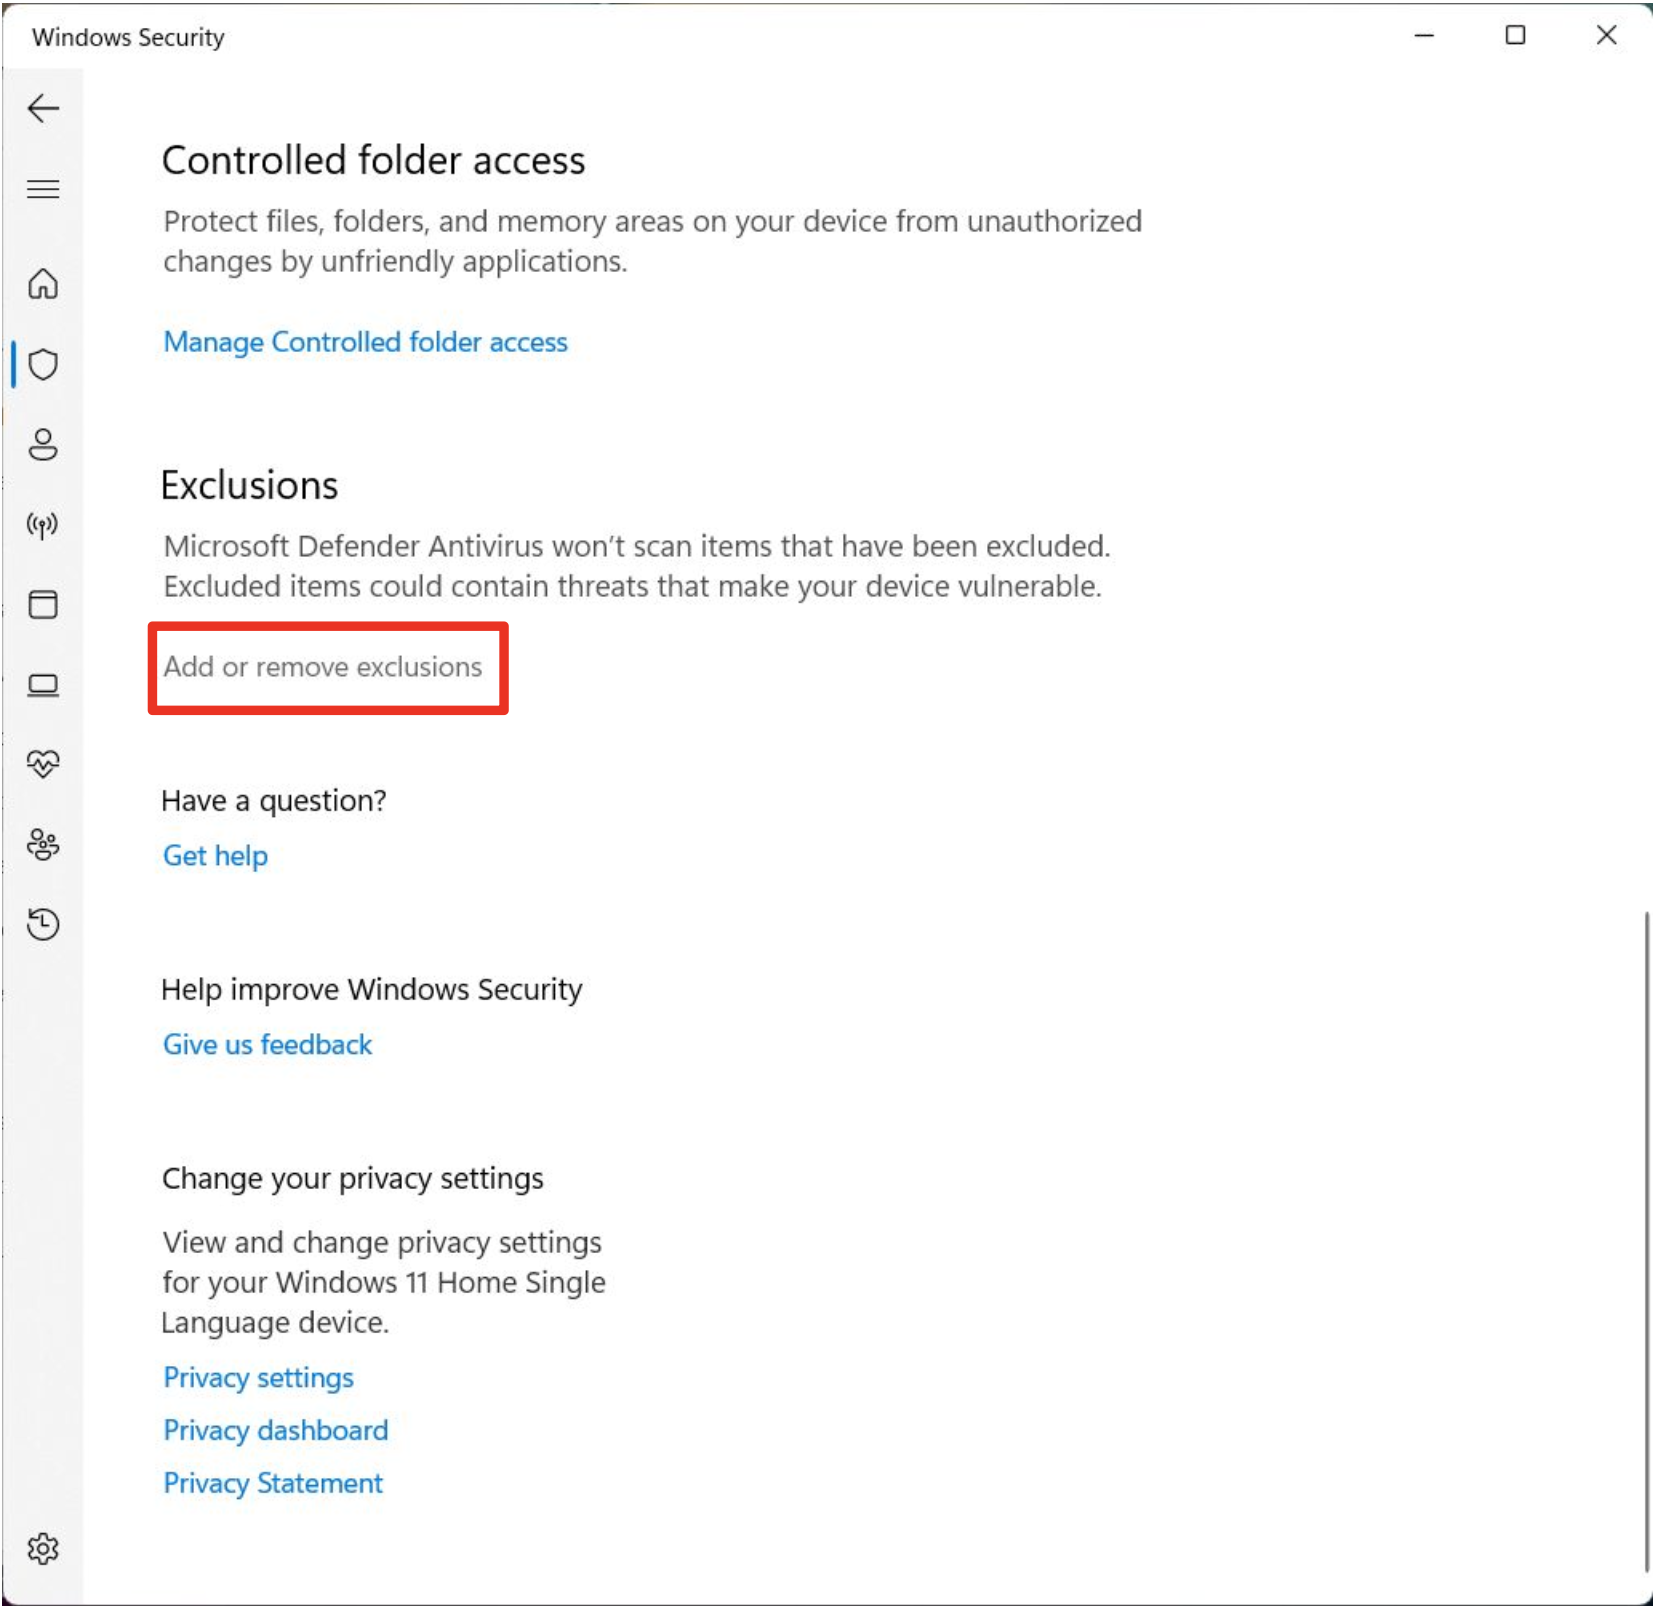 Windows Security
Controlled folder access
Protect files, folders, and memory areas on your device from unauthorized
changes by unfriendly applications.
Manage Controlled folder access
Exclusions
Microsoft Defender Antivirus won't scan items that have been excluded.
Excluded items could contain threats that make your device vulnerable.
Add or remove exclusions
Have a question?
Get help
Help improve Windows Security
Give us feedback
Change your privacy settings
View and change privacy settings
for your Windows 11 Home Single
Language device.
Privacy settings
Privacy dashboard
Privacy Statement